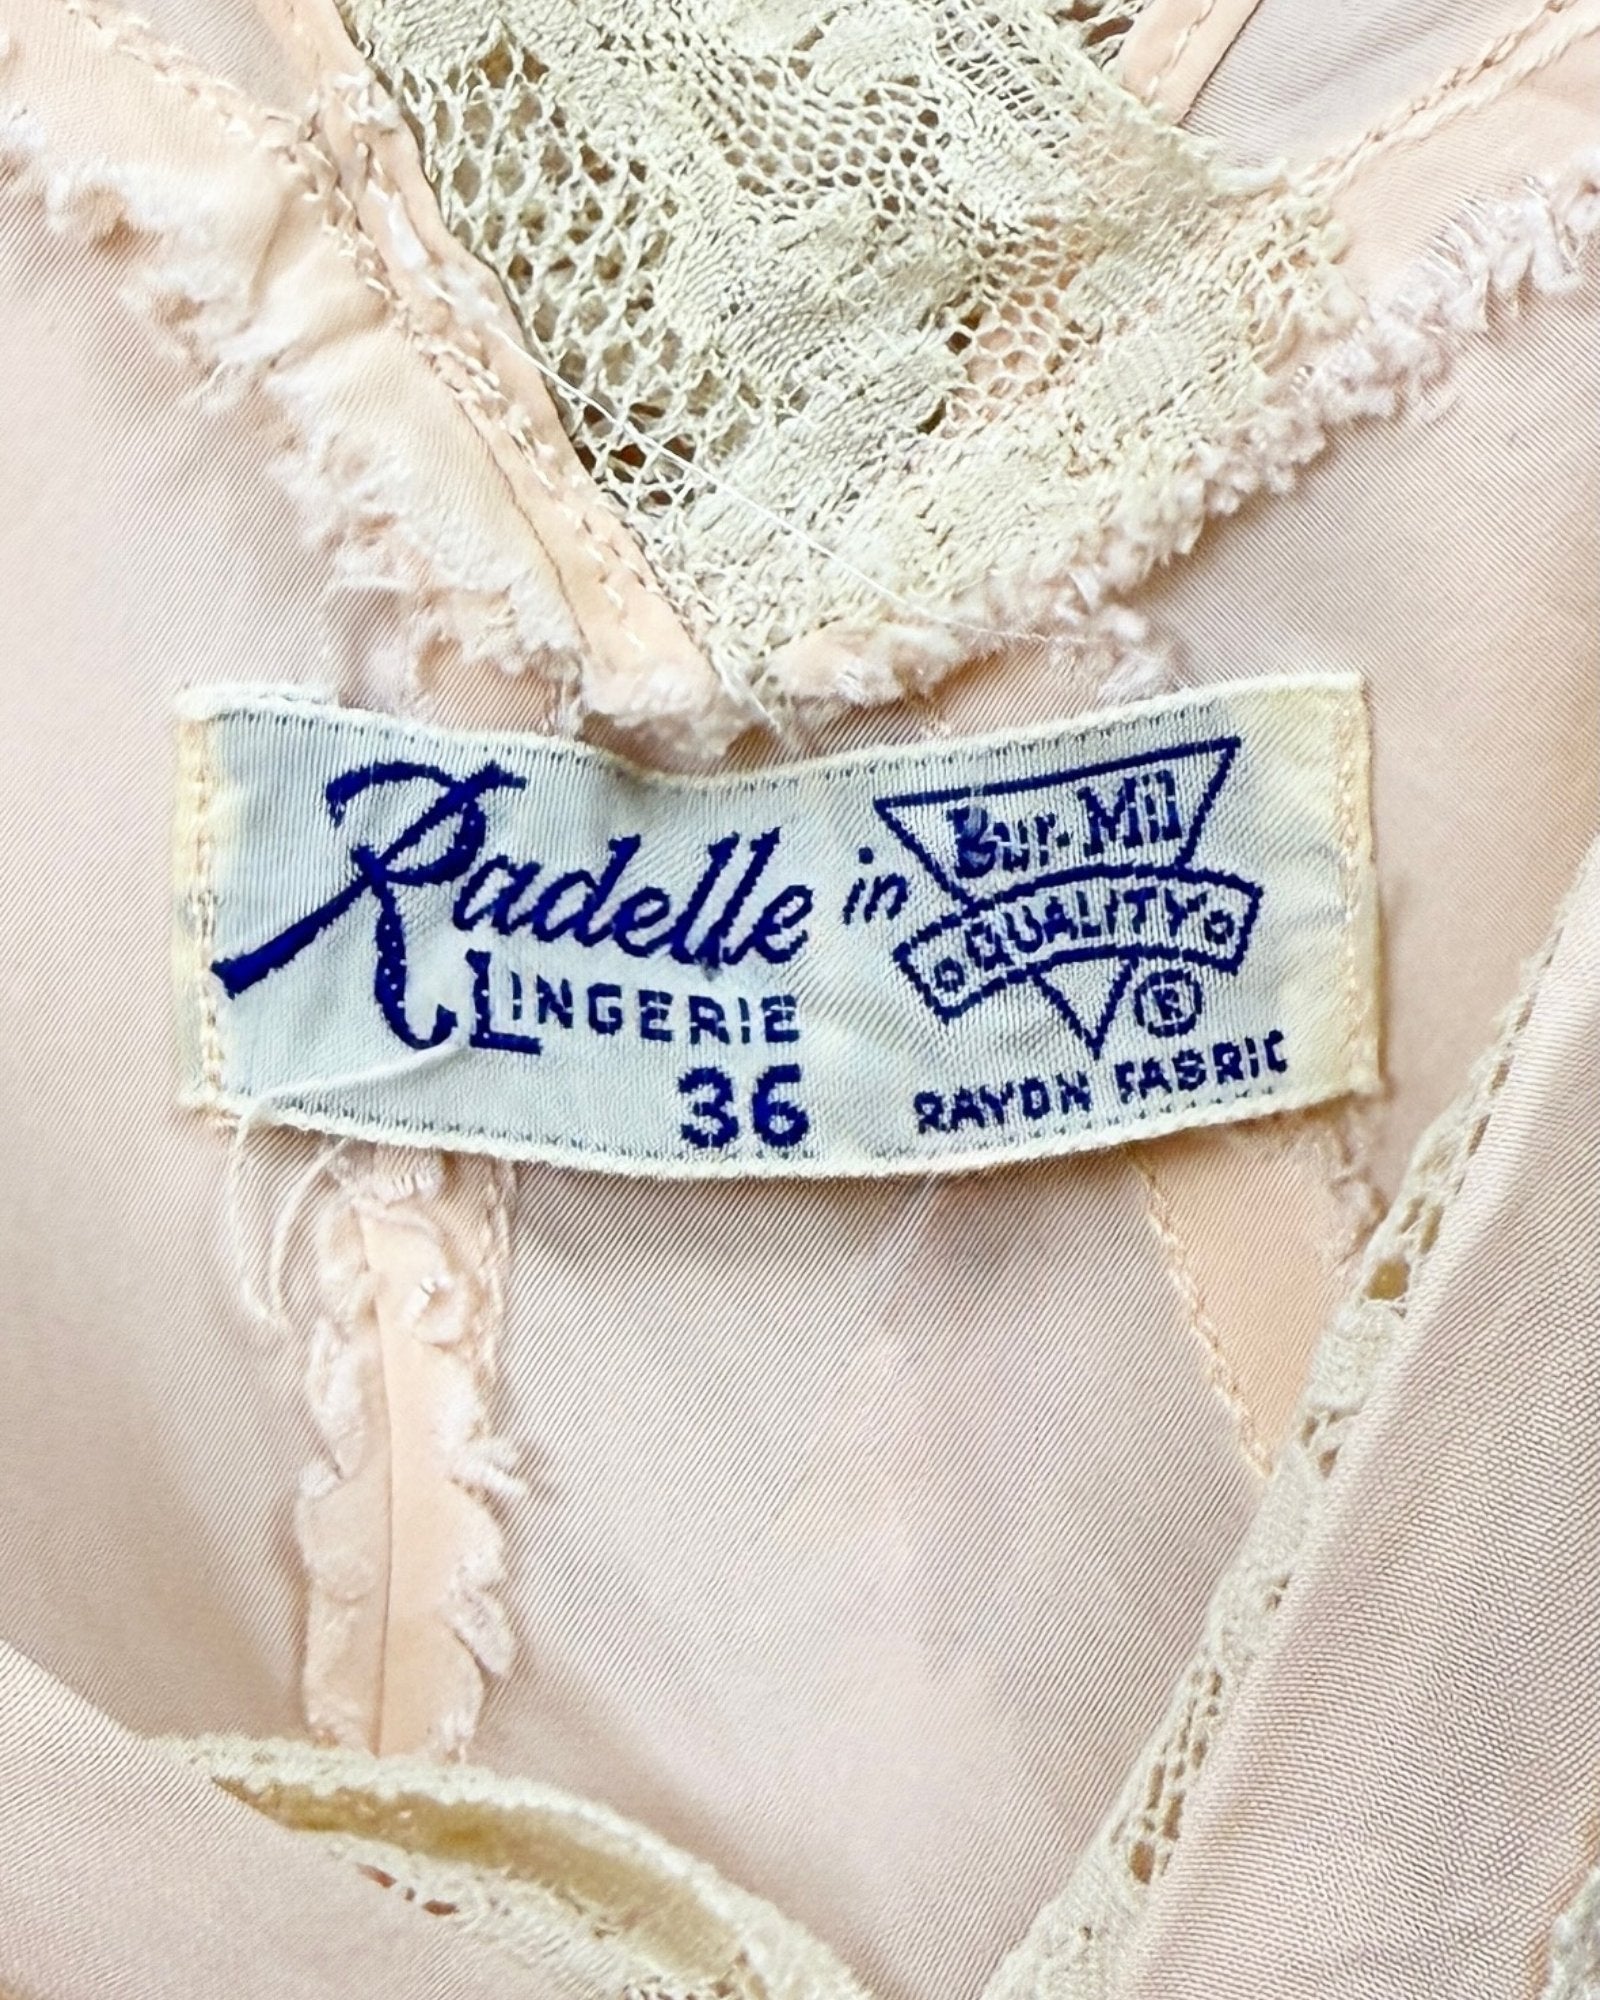 Radelle in Bur-Mil
LINGERIE QUALITY
®
36 RAYON FABRIC